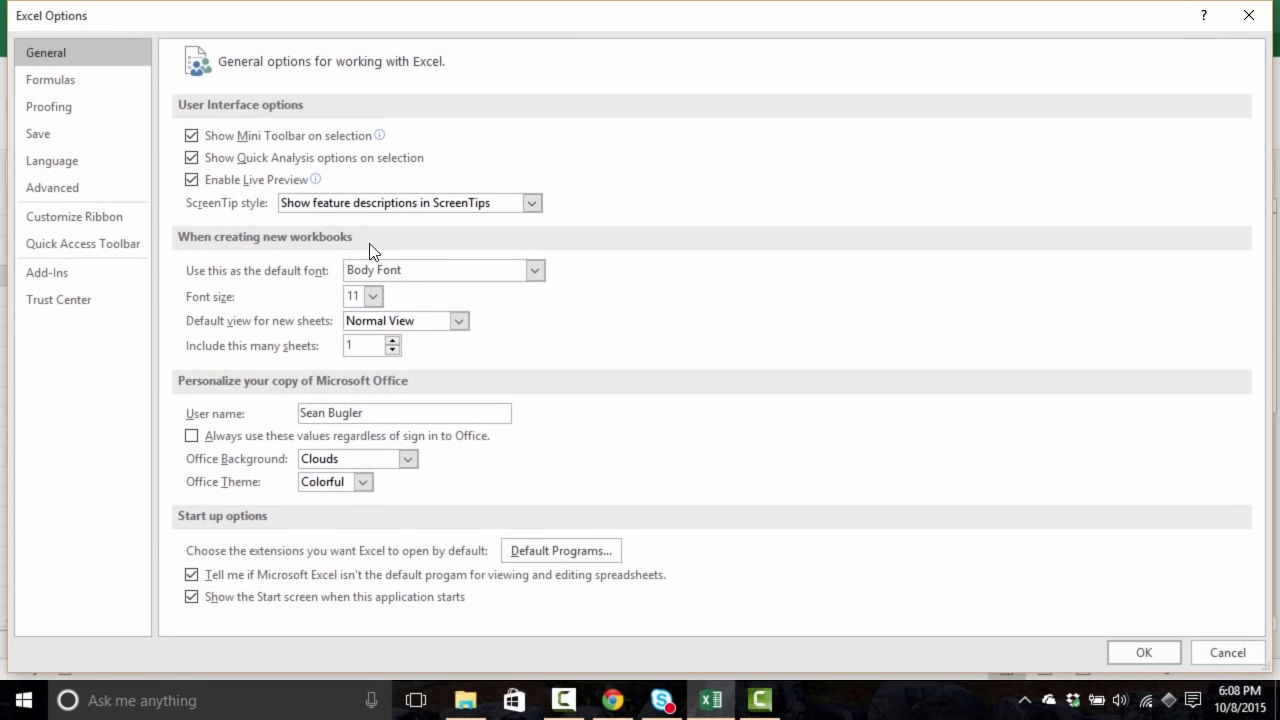 Excel Options
?
General
Formulas
Proofing
Save
Language
Advanced
Customize Ribbon
Quick Access Toolbar
Add-Ins
Trust Center
General options for working with Excel.
User Interface options
Show Mini Toolbar on selection
Show Quick Analysis options on selection
Enable Live Preview
ScreenTip style: Show feature descriptions in ScreenTips
When creating new workbooks
Use this as the default font: Body Font
Font size: 11
Default view for new sheets: Normal View
Include this many sheets: 1
Personalize your copy of Microsoft Office
User name: Sean Bugler
Always use these values regardless of sign in to Office.
Office Background: Clouds
Office Theme: Colorful
Start up options
Choose the extensions you want Excel to open by default: Default Programs...
Tell me if Microsoft Excel isn't the default progam for viewing and editing spreadsheets.
Show the Start screen when this application starts
OK Cancel
Ask me anything
6:08 PM
10/8/2015